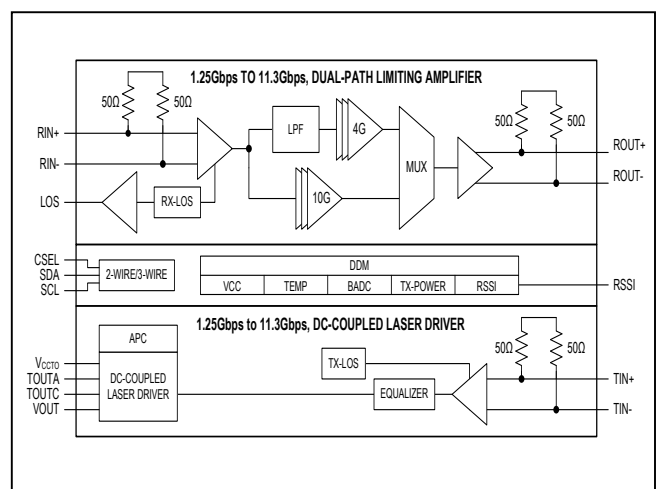 1.25Gbps TO 11.3Gbps, DUAL-PATH LIMITING AMPLIFIER
50Ω 50Ω
50Ω 50Ω
RIN+
RIN-
LOS
RX-LOS
LPF
4G
10G
MUX
ROUT+
ROUT-
CSEL
SDA
SCL
2-WIRE/3-WIRE
DDM
VCC TEMP BADC TX-POWER RSSI
RSSI
1.25Gbps to 11.3Gbps, DC-COUPLED LASER DRIVER
APC
VCCTO
TOUTA
TOUTC
VOUT
DC-COUPLED
LASER DRIVER
TX-LOS
EQUALIZER
50Ω 50Ω
TIN+
TIN-